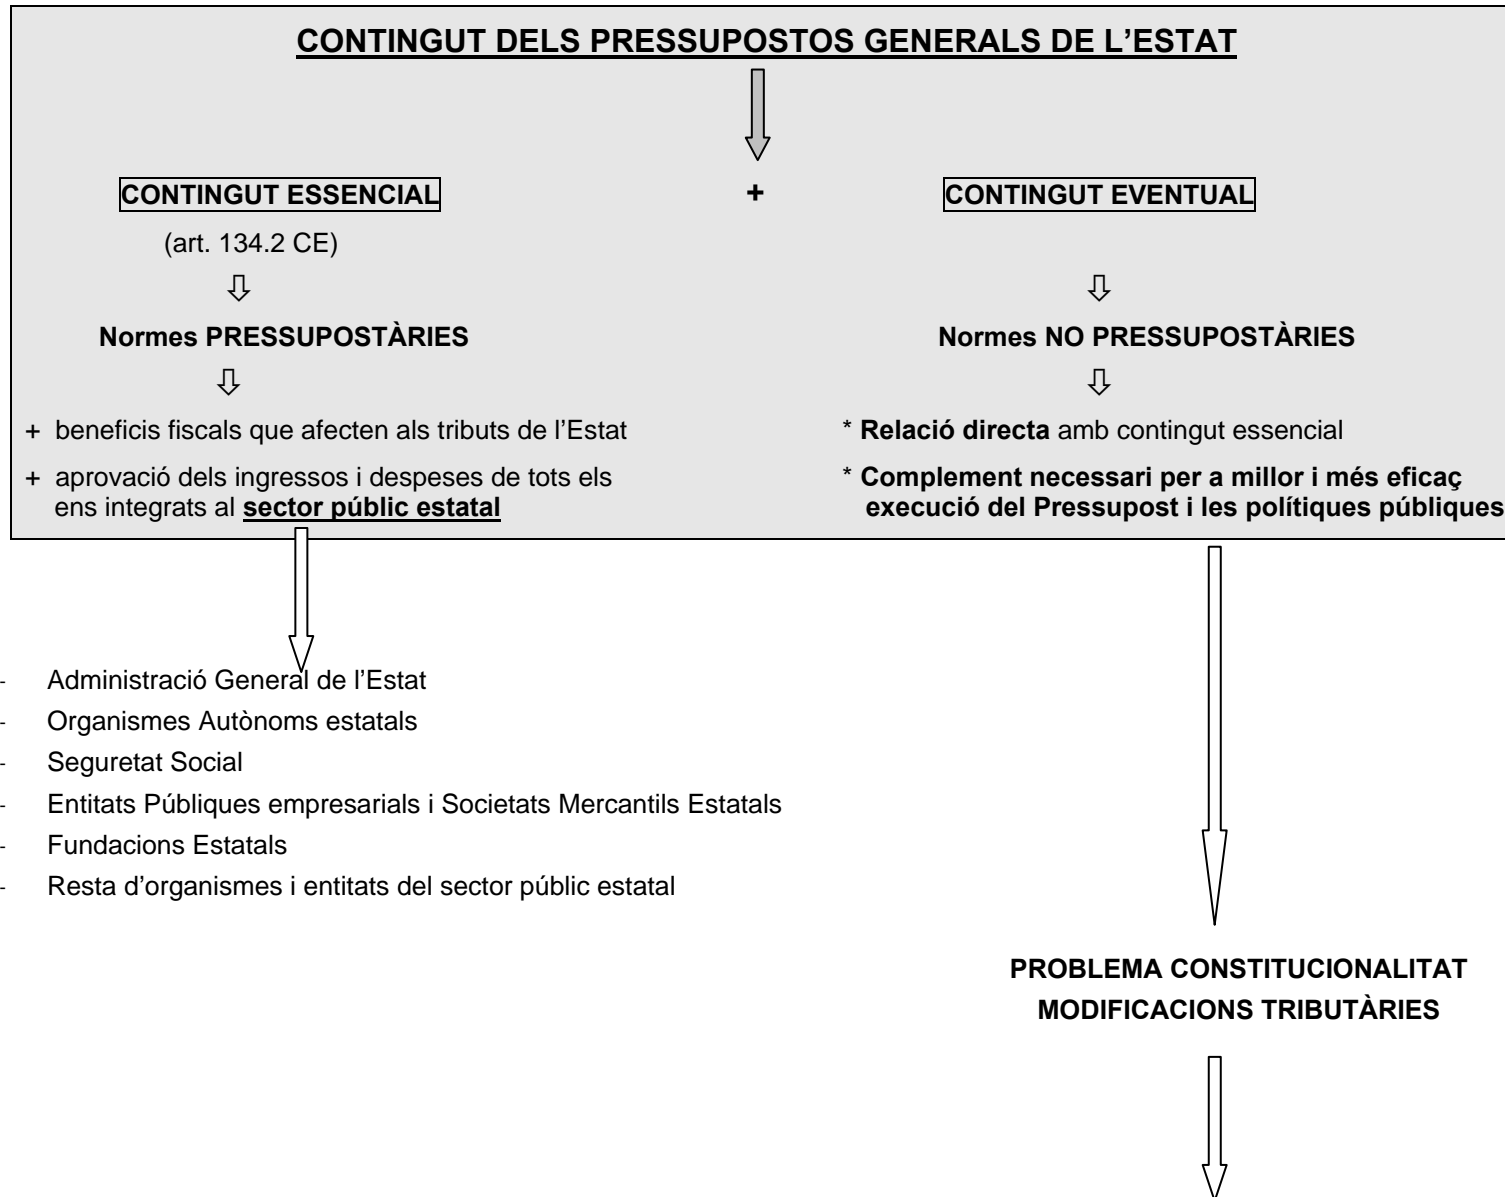 CONTINGUT DELS PRESSUPOSTOS GENERALS DE L’ESTAT
CONTINGUT ESSENCIAL
+
CONTINGUT EVENTUAL
(art. 134.2 CE)
Normes PRESSUPOSTÀRIES
Normes NO PRESSUPOSTÀRIES
+ beneficis fiscals que afecten als tributs de l’Estat
* Relació directa amb contingut essencial
+ aprovació dels ingressos i despeses de tots els
ens integrats al sector públic estatal
* Complement necessari per a millor i més eficaç
execució del Pressupost i les polítiques públiques
- Administració General de l’Estat
- Organismes Autònoms estatals
- Seguretat Social
- Entitats Públiques empresarials i Societats Mercantils Estatals
- Fundacions Estatals
- Resta d’organismes i entitats del sector públic estatal
PROBLEMA CONSTITUCIONALITAT
MODIFICACIONS TRIBUTÀRIES